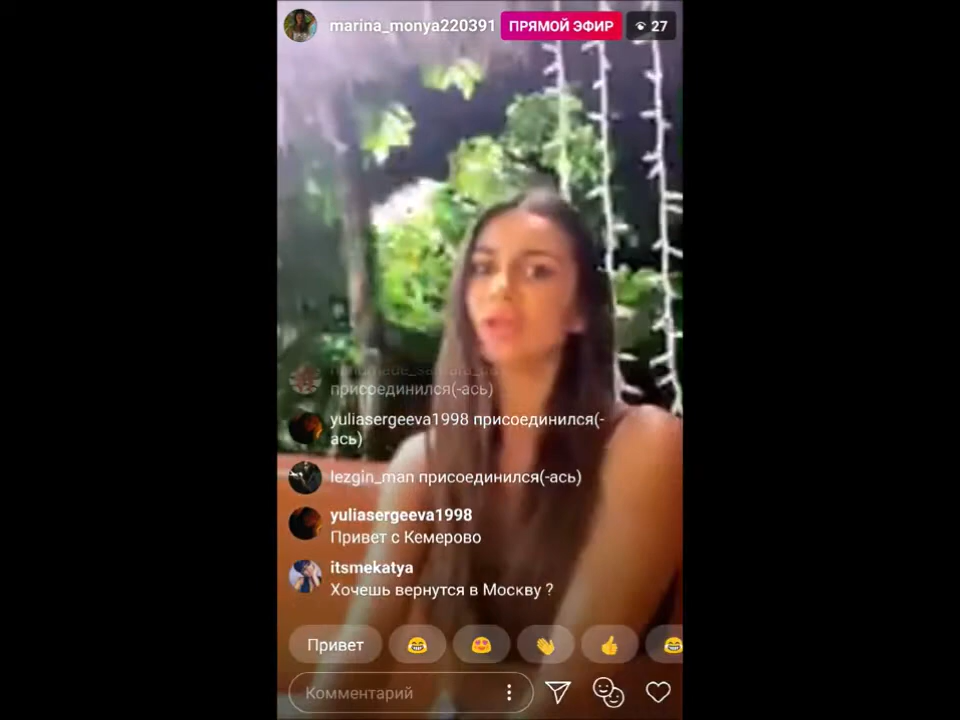 marina_monya220391 ПРЯМОЙ ЭФИР 27
присоединился(-ась)
yuliasergeeva1998 присоединился(-
ась)
lezgin_man присоединился(-ась)
yuliasergeeva1998
Привет с Кемерово
itsmekatya
Хочешь вернутся в Москву ?
Привет
Комментарий